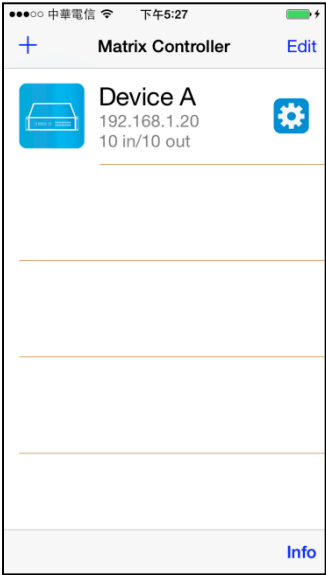 中華電信 下午5:27
+ Matrix Controller Edit
Device A
192.168.1.20
10 in/10 out
Info